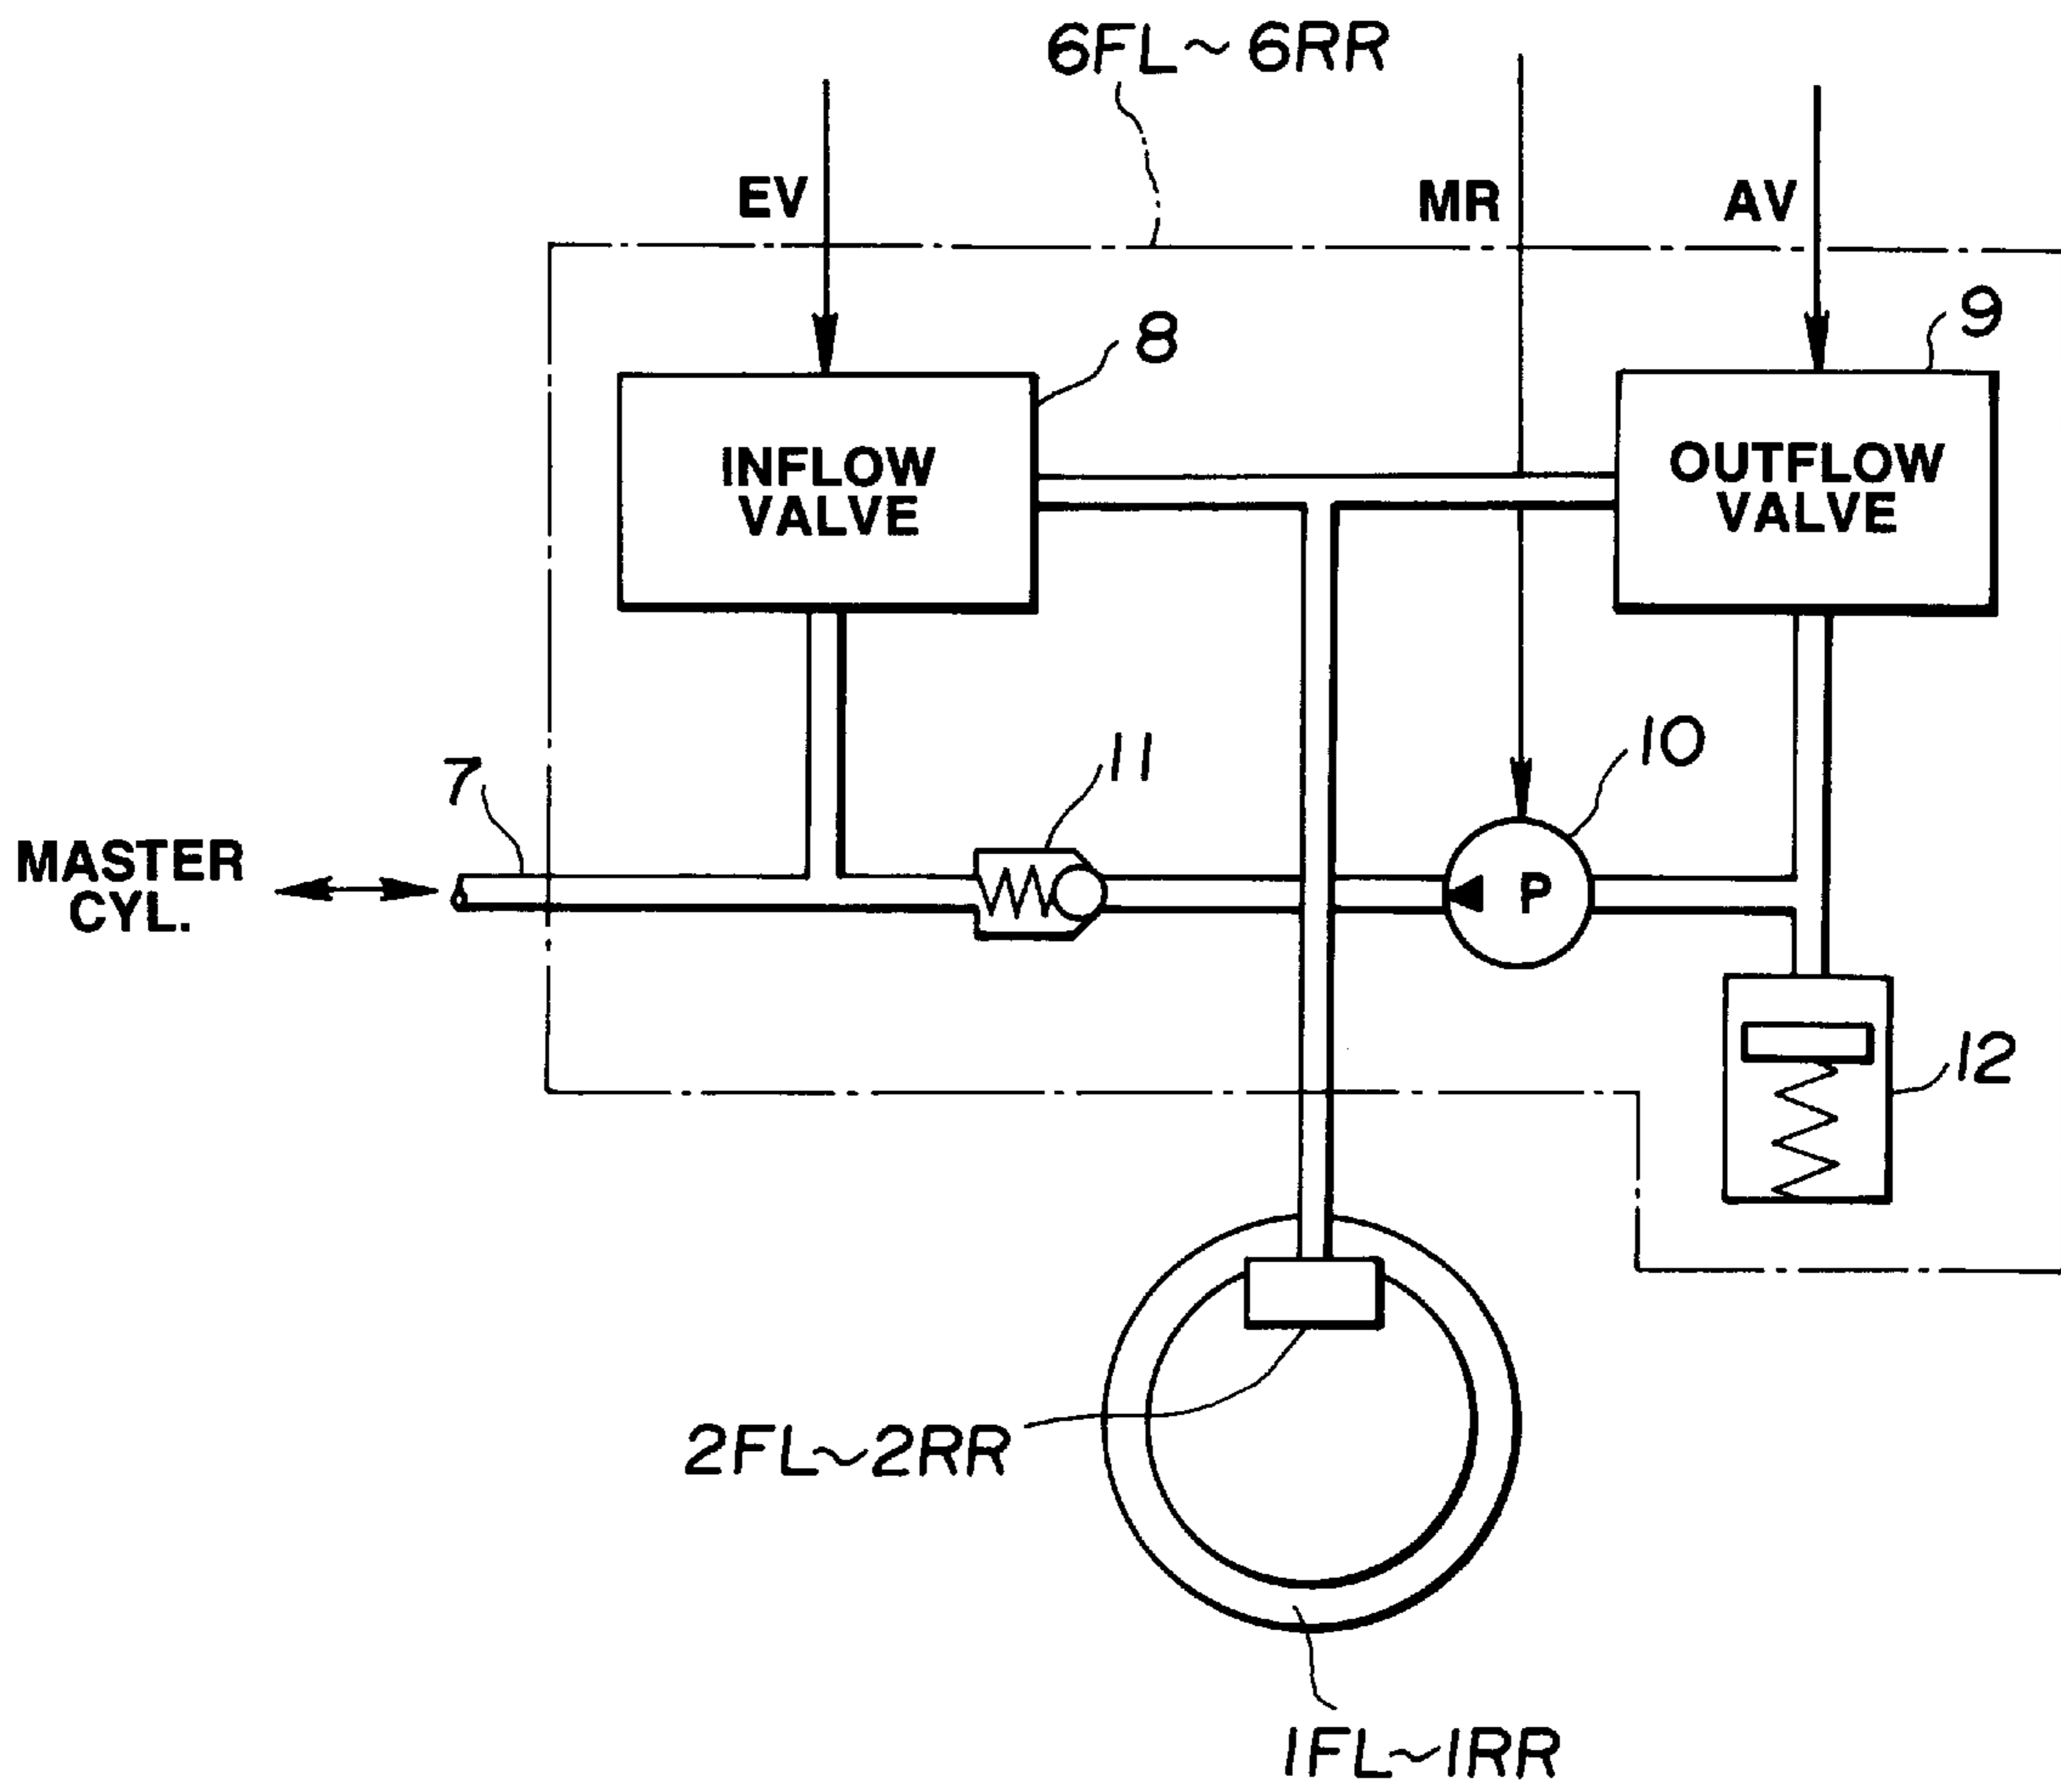 6FL~6RR
EV
MR
AV
8
9
INFLOW
VALVE
OUTFLOW
VALVE
7
11
10
MASTER
CYL.
P
12
2FL~2RR
1FL~1RR